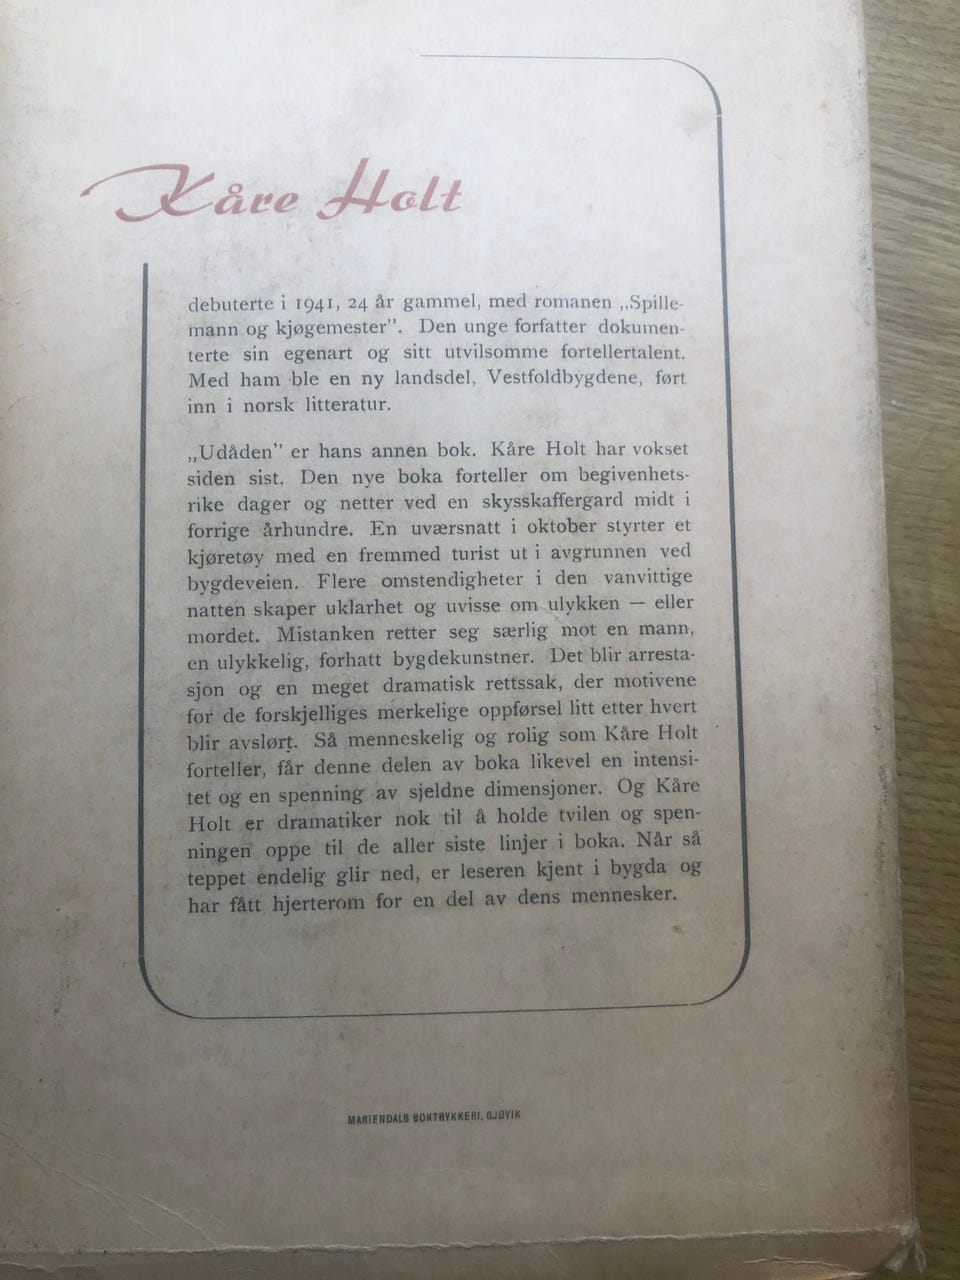 Kåre Holt
debuterte i 1941, 24 år gammel, med romanen „Spille-
mann og kjøgemester”. Den unge forfatter dokumen-
terte sin egenart og sitt utvilsomme fortellertalent.
Med ham ble en ny landsdel, Vestfoldbygdene, ført
inn i norsk litteratur.
„Udåden” er hans annen bok. Kåre Holt har vokset
siden sist. Den nye boka forteller om begivenhets-
rike dager og netter ved en skysskaffergard midt i
forrige århundre. En uværsnatt i oktober styrter et
kjøretøy med en fremmed turist ut i avgrunnen ved
bygdeveien. Flere omstendigheter i den vanvittige
natten skaper uklarhet og uvisse om ulykken — eller
mordet. Mistanken retter seg særlig mot en mann,
en ulykkelig, forhatt bygdekunstner. Det blir arresta-
sjon og en meget dramatisk rettssak, der motivene
for de forskjelliges merkelige oppførsel litt etter hvert
blir avslørt. Så menneskelig og rolig som Kåre Holt
forteller, får denne delen av boka likevel en intensi-
tet og en spenning av sjeldne dimensjoner. Og Kåre
Holt er dramatiker nok til å holde tvilen og spen-
ningen oppe til de aller siste linjer i boka. Når så
teppet endelig glir ned, er leseren kjent i bygda og
har fått hjerterom for en del av dens mennesker.
MARIENDALS BOKTRYKKERI, GJØVIK